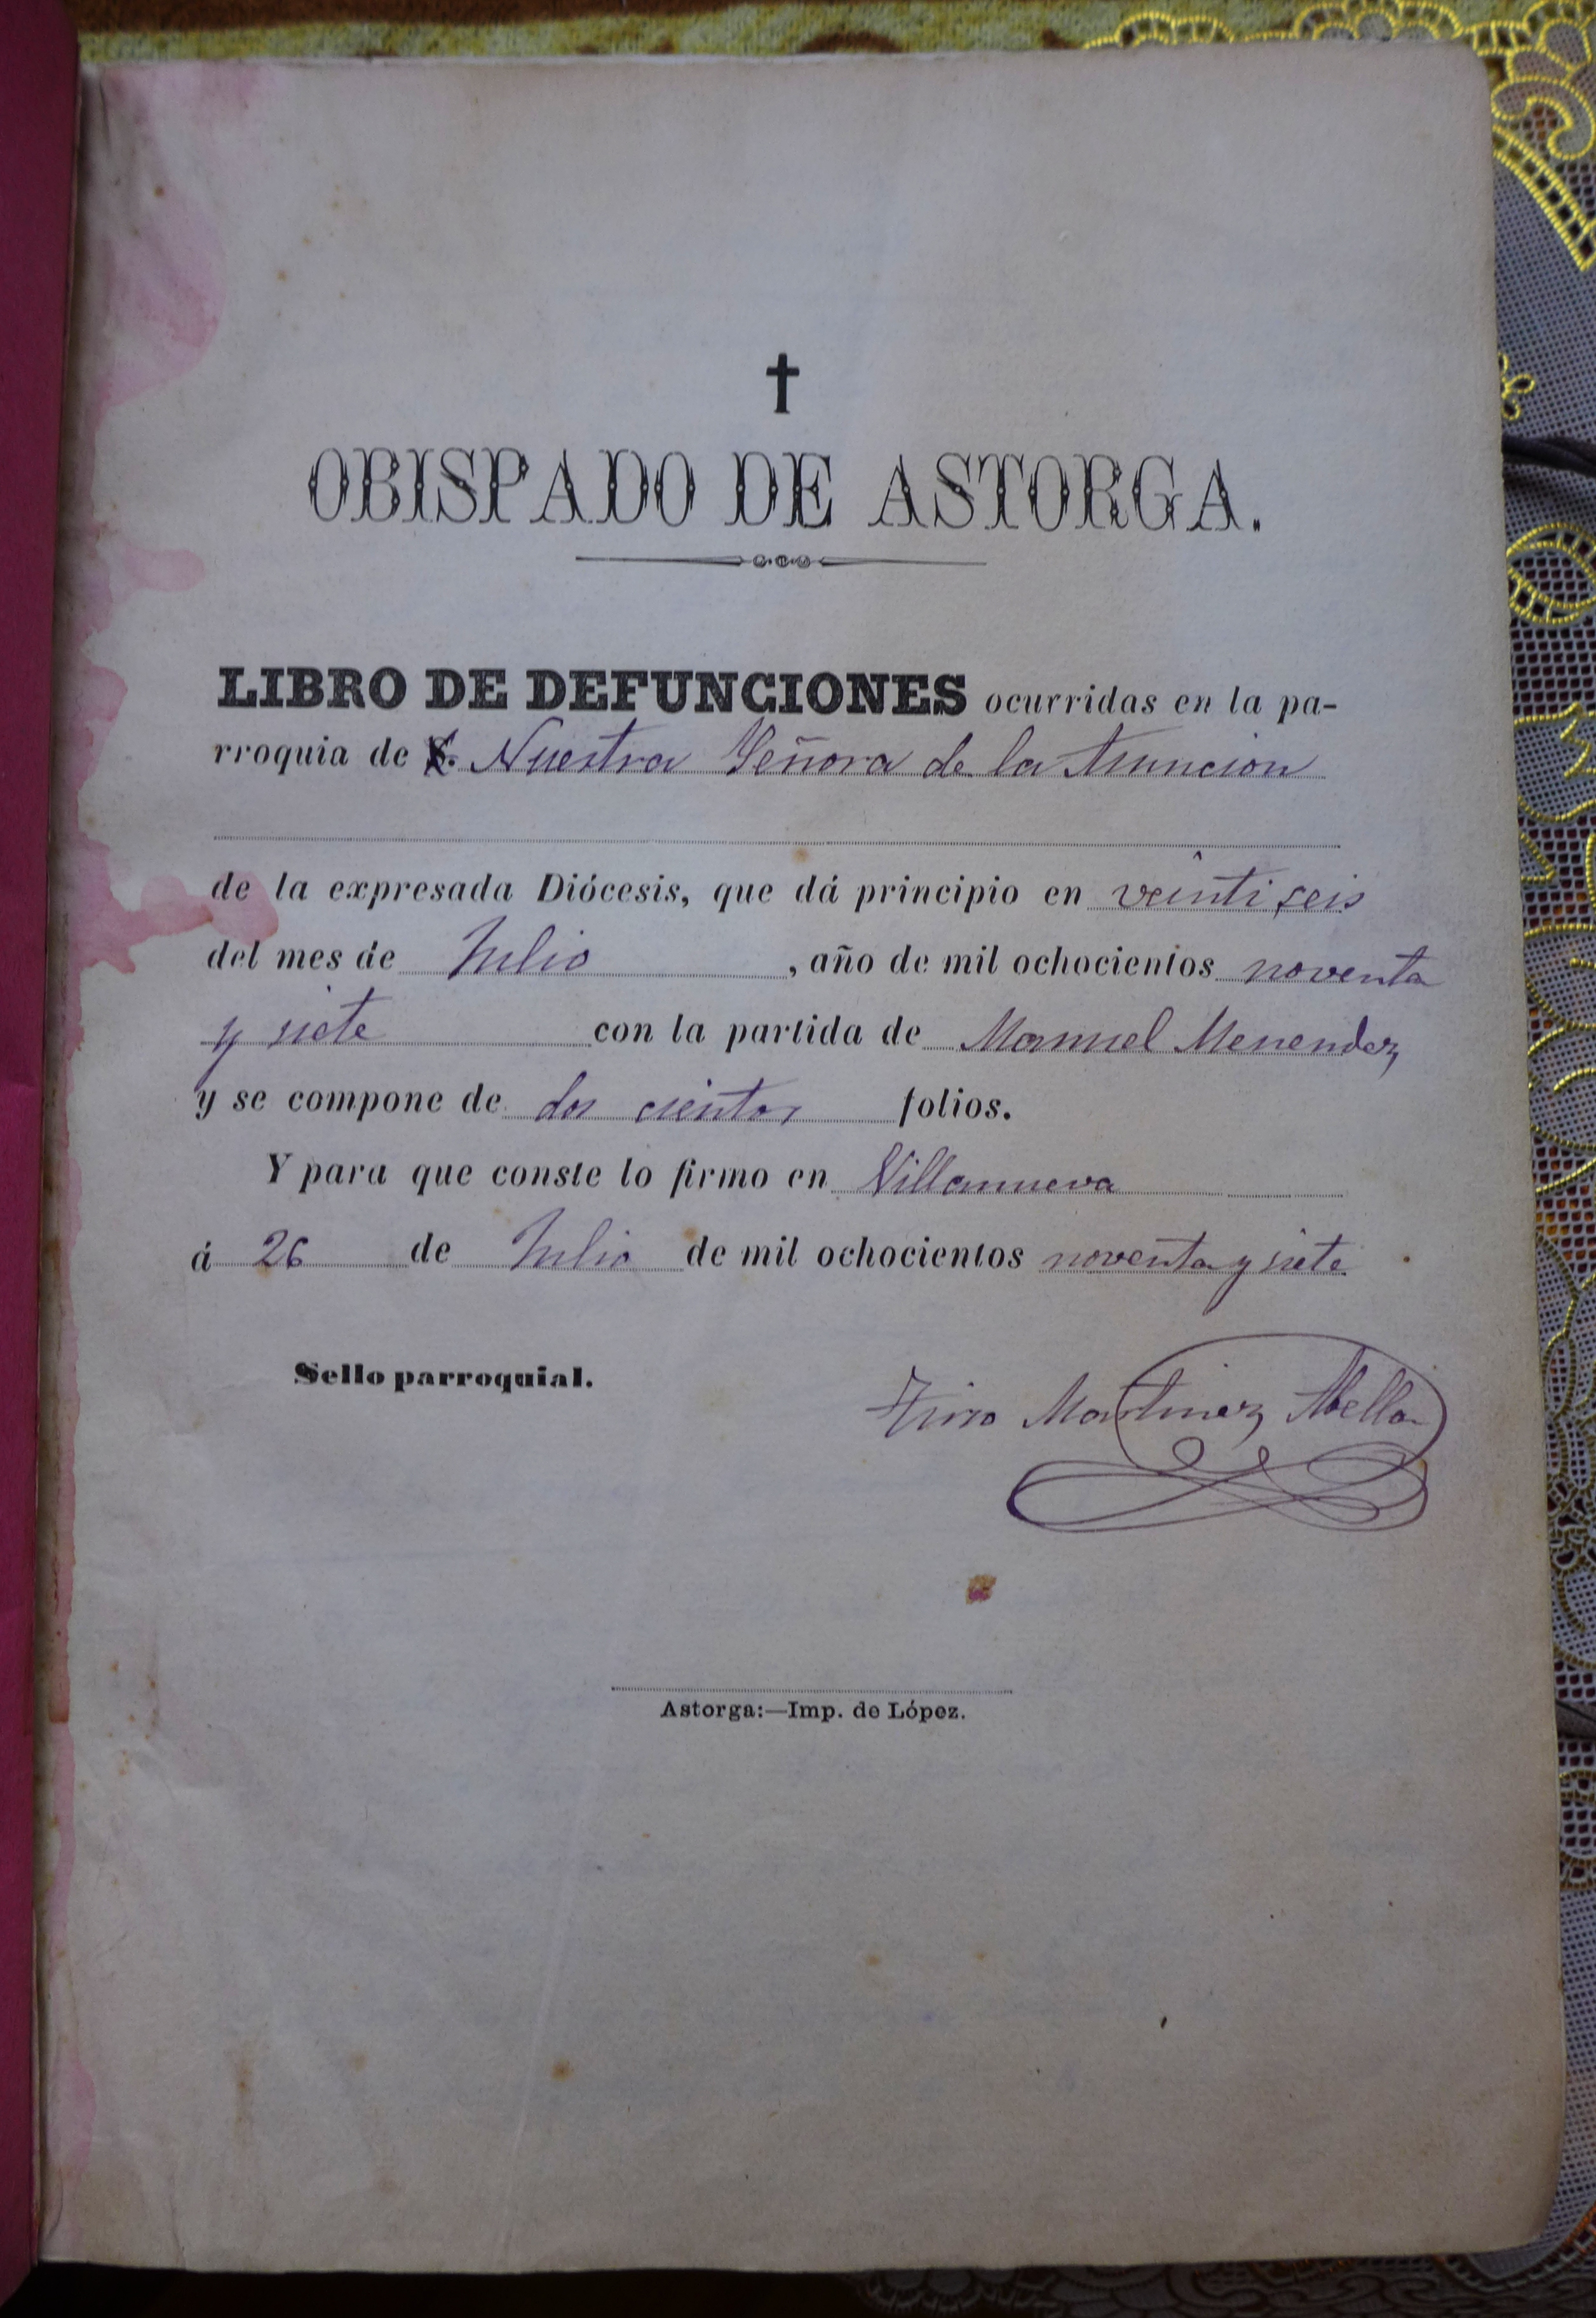 †
OBISPADO DE ASTORGA.
LIBRO DE DEFUNCIONES ocurridas en la pa-
rroquia de S. Nuestra Señora de la Asuncion
de la expresada Diócesis, que dá principio en veinti seis
del mes de Julio, año de mil ochocientos noventa
y siete con la partida de Manuel Menendez
y se compone de dos cientos folios.
Y para que conste lo firmo en Villanueva
á 26 de Julio de mil ochocientos noventa y siete
Sello parroquial.
Martinez Abella
Astorga:—Imp. de López.